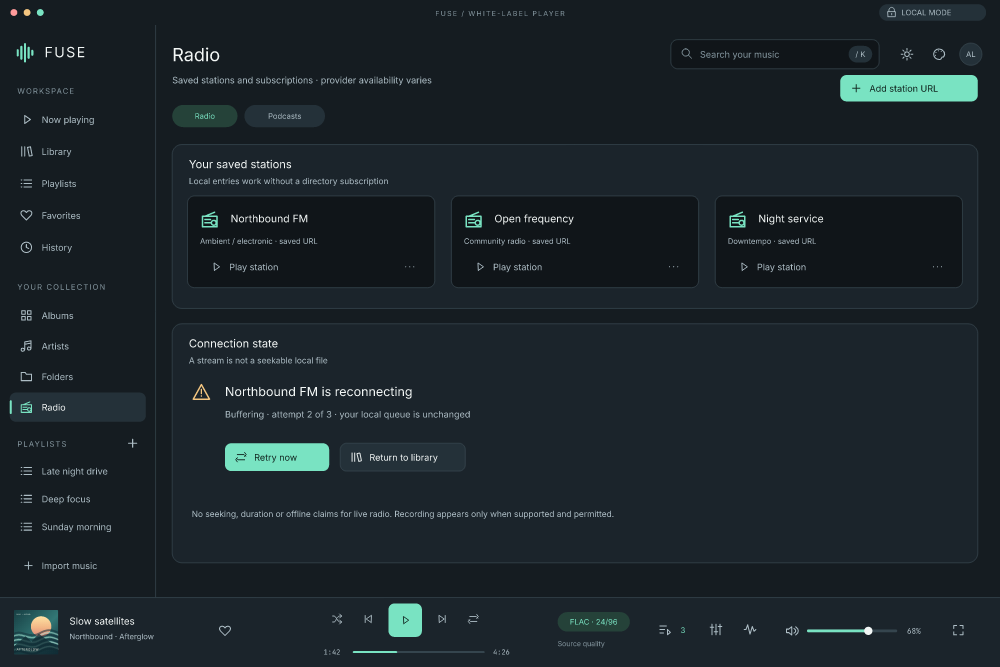 FUSE / WHITE-LABEL PLAYER
LOCAL MODE
FUSE
WORKSPACE
Now playing
Library
Playlists
Favorites
History
YOUR COLLECTION
Albums
Artists
Folders
Radio
PLAYLISTS
Late night drive
Deep focus
Sunday morning
Import music
Radio
Saved stations and subscriptions · provider availability varies
Search your music
/ K
AL
Add station URL
Radio
Podcasts
Your saved stations
Local entries work without a directory subscription
Northbound FM
Ambient / electronic · saved URL
Play station
Open frequency
Community radio · saved URL
Play station
Night service
Downtempo · saved URL
Play station
Connection state
A stream is not a seekable local file
Northbound FM is reconnecting
Buffering · attempt 2 of 3 · your local queue is unchanged
Retry now
Return to library
No seeking, duration or offline claims for live radio. Recording appears only when supported and permitted.
Slow satellites
Northbound · Afterglow
1:42
4:26
FLAC · 24/96
Source quality
3
68%